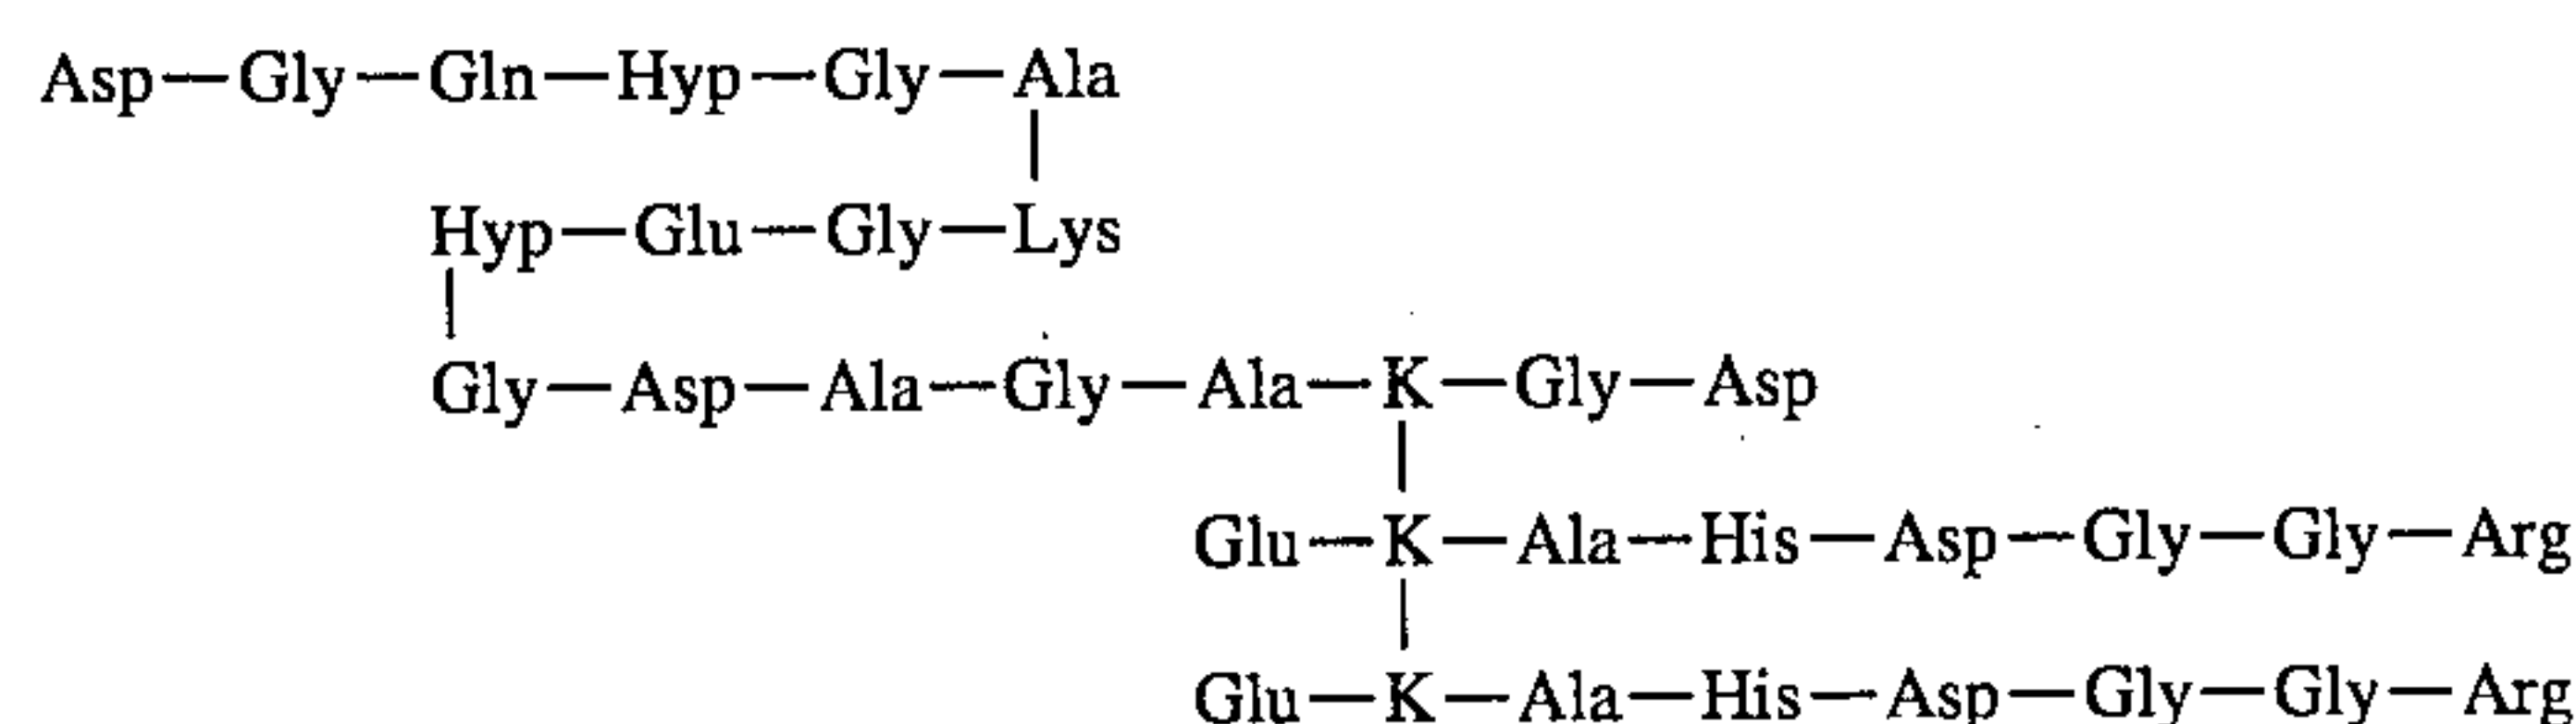 Asp—Gly—Gln—Hyp—Gly—Ala
Hyp—Glu—Gly—Lys
Gly—Asp—Ala—Gly—Ala—K—Gly—Asp
Glu—K—Ala—His—Asp—Gly—Gly—Arg
Glu—K—Ala—His—Asp—Gly—Gly—Arg